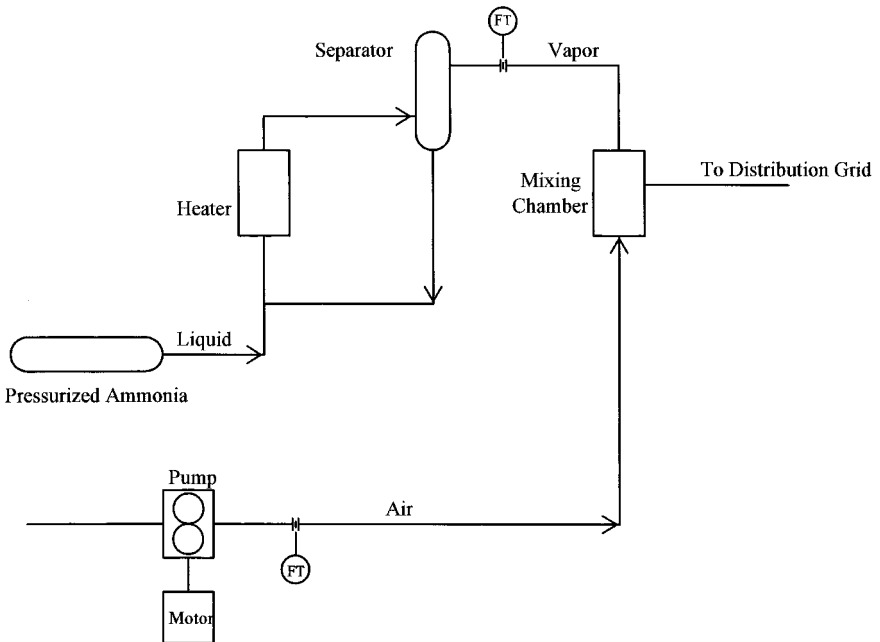 FT
Separator
Vapor
To Distribution Grid
Mixing
Chamber
Heater
Liquid
Pressurized Ammonia
Pump
Air
FT
Motor